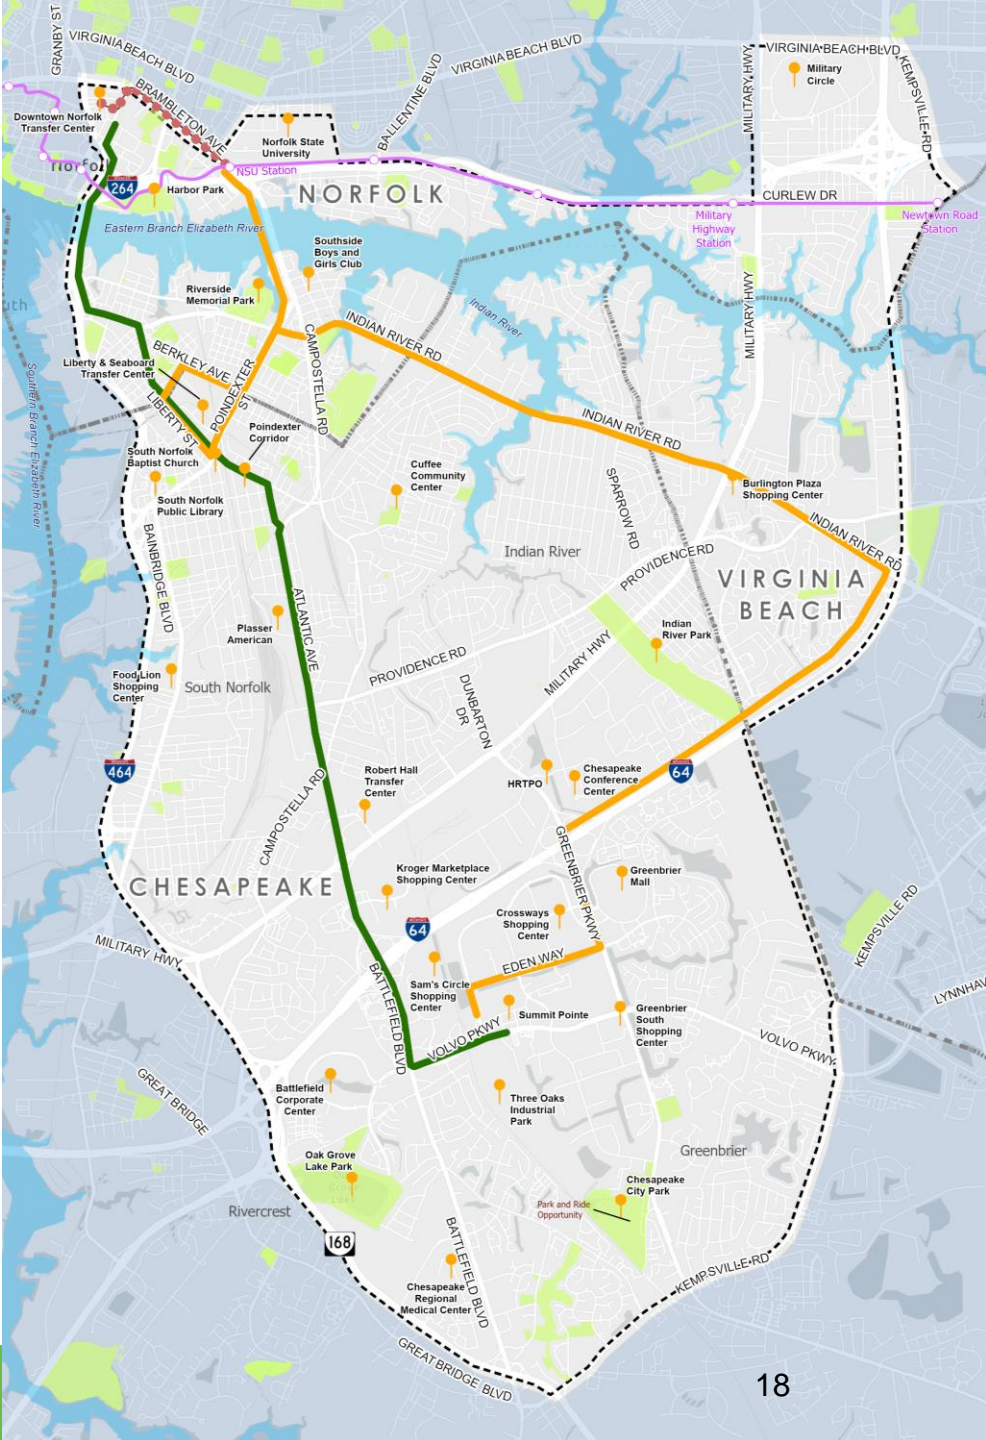 GRANBY ST
VIRGINIA BEACH BLVD
VIRGINIA BEACH BLVD
BALLENTINE BLVD
MILITARY HWY
VIRGINIA BEACH BLVD
KEMPSVILLE RD
Military
Circle
BRAMBLETON AVE
Downtown Norfolk
Transfer Center
Norfolk State
University
NSU Station
264
Harbor Park
NORFOLK
CURLEW DR
Military
Highway
Station
Newtown Road
Station
Eastern Branch Elizabeth River
Southside
Boys and
Girls Club
Riverside
Memorial Park
Indian River
MILITARY HWY
INDIAN RIVER RD
CAMPOSTELLA RD
BERKLEY AVE
Liberty & Seaboard
Transfer Center
POINDEXTER
ST
LIBERTY ST
Southern Branch Elizabeth River
Poindexter
Corridor
INDIAN RIVER RD
South Norfolk
Baptist Church
Cuffee
Community
Center
Burlington Plaza
Shopping Center
South Norfolk
Public Library
SPARROW RD
INDIAN RIVER RD
BAINBRIDGE BLVD
Indian River
PROVIDENCE RD
VIRGINIA
BEACH
ATLANTIC AVE
Plasser
American
Indian
River Park
PROVIDENCE RD
MILITARY HWY
Food Lion
Shopping
Center
South Norfolk
DUNBARTON
DR
464
CAMPOSTELLA RD
Robert Hall
Transfer
Center
HRTPO
Chesapeake
Conference
Center
64
GREENBRIER PKWY
CHESAPEAKE
Kroger Marketplace
Shopping Center
Greenbrier
Mall
64
Crossways
Shopping
Center
KEMPSVILLE RD
MILITARY HWY
EDEN WAY
BATTLEFIELD BLVD
Sam's Circle
Shopping
Center
Summit Pointe
Greenbrier
South
Shopping
Center
VOLVO PKWY
VOLVO PKWY
GREAT BRIDGE
Battlefield
Corporate
Center
Three Oaks
Industrial
Park
Oak Grove
Lake Park
Greenbrier
Rivercrest
Chesapeake
City Park
Park and Ride
Opportunity
168
BATTLEFIELD BLVD
Chesapeake
Regional
Medical Center
KEMPSVILLE RD
GREAT BRIDGE BLVD
18